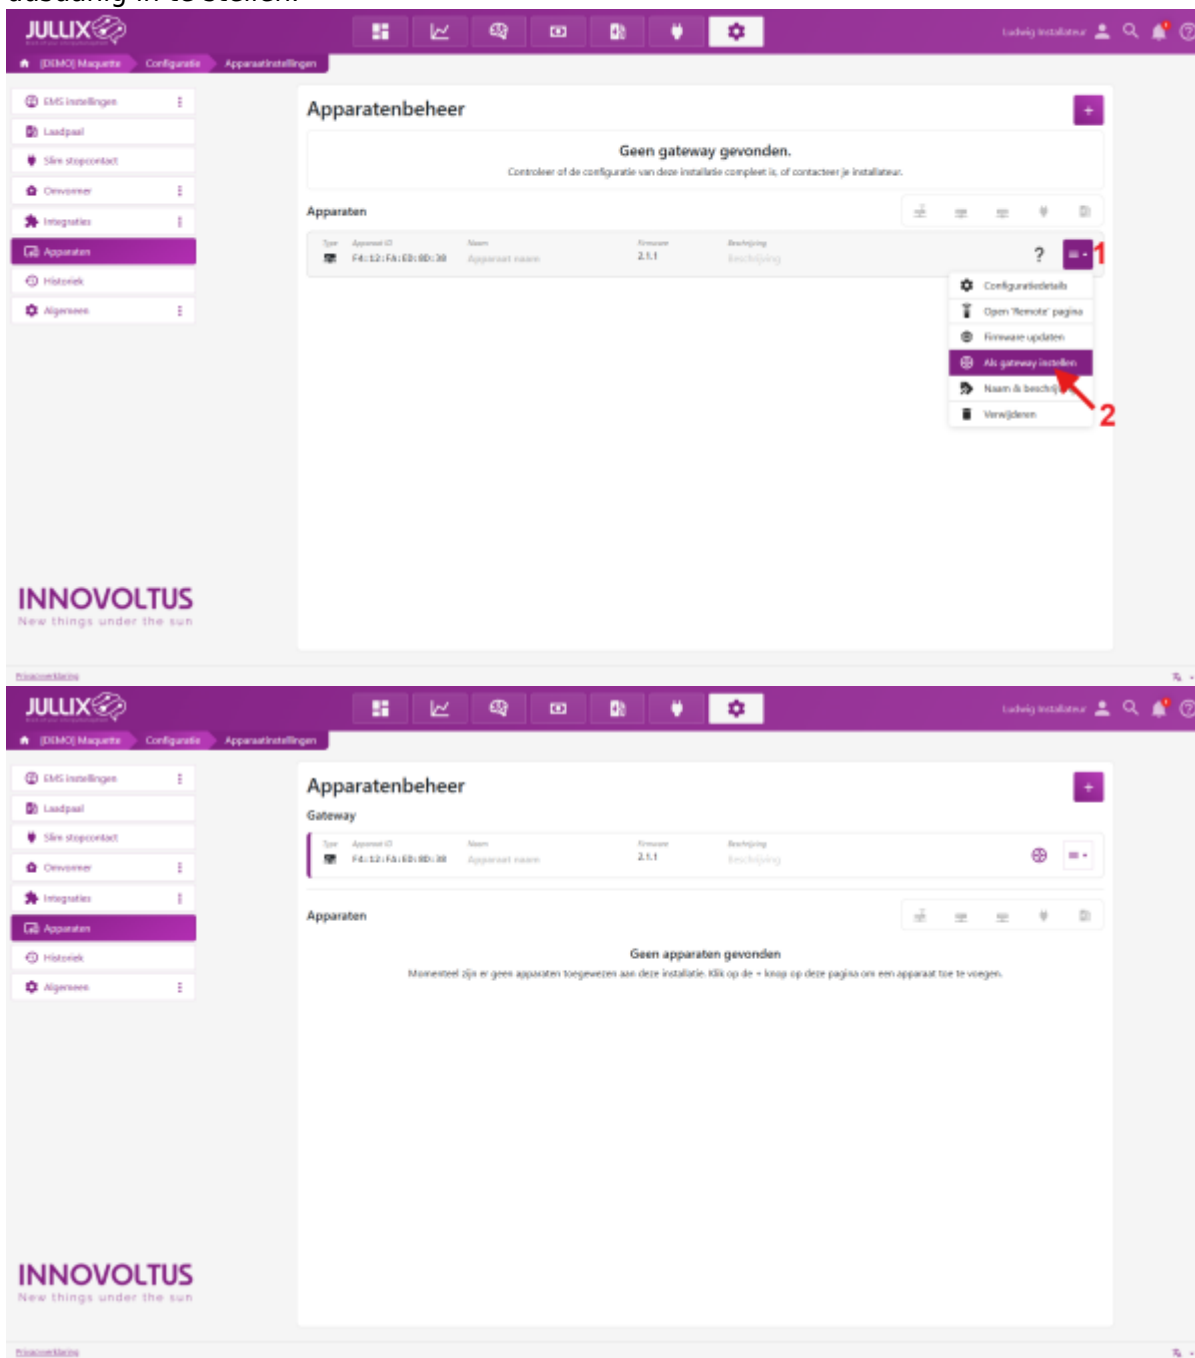 JULLIX
Ludwig Installateur
[DEMO] Maquette
Configuratie
Apparaatinstellingen
EMS instellingen
Laadpaal
Slim stopcontact
Omvormer
Integraties
Apparaten
Historiek
Algemeen
Apparatenbeheer
+
Geen gateway gevonden.
Controleer of de configuratie van deze installatie compleet is, of contacteer je installateur.
Apparaten
Type Apparaat ID Naam Firmware Beschrijving
F4:12:FA:ED:8D:38 Apparaat naam 2.1.1 Beschrijving
? 1
Configuratiedetails
Open 'Remote' pagina
Firmware updaten
Als gateway instellen
Naam &
Verwijderen
2
INNOVOLTUS
New things under the sun
Privacyverklaring
JULLIX
Ludwig Installateur
[DEMO] Maquette
Configuratie
Apparaatinstellingen
EMS instellingen
Laadpaal
Slim stopcontact
Omvormer
Integraties
Apparaten
Historiek
Algemeen
Apparatenbeheer
+
Gateway
Type Apparaat ID Naam Firmware Beschrijving
F4:12:FA:ED:8D:38 Apparaat naam 2.1.1 Beschrijving
Apparaten
Geen apparaten gevonden
Momenteel zijn er geen apparaten toegewezen aan deze installatie. Klik op de + knop op deze pagina om een apparaat toe te voegen.
INNOVOLTUS
New things under the sun
Privacyverklaring